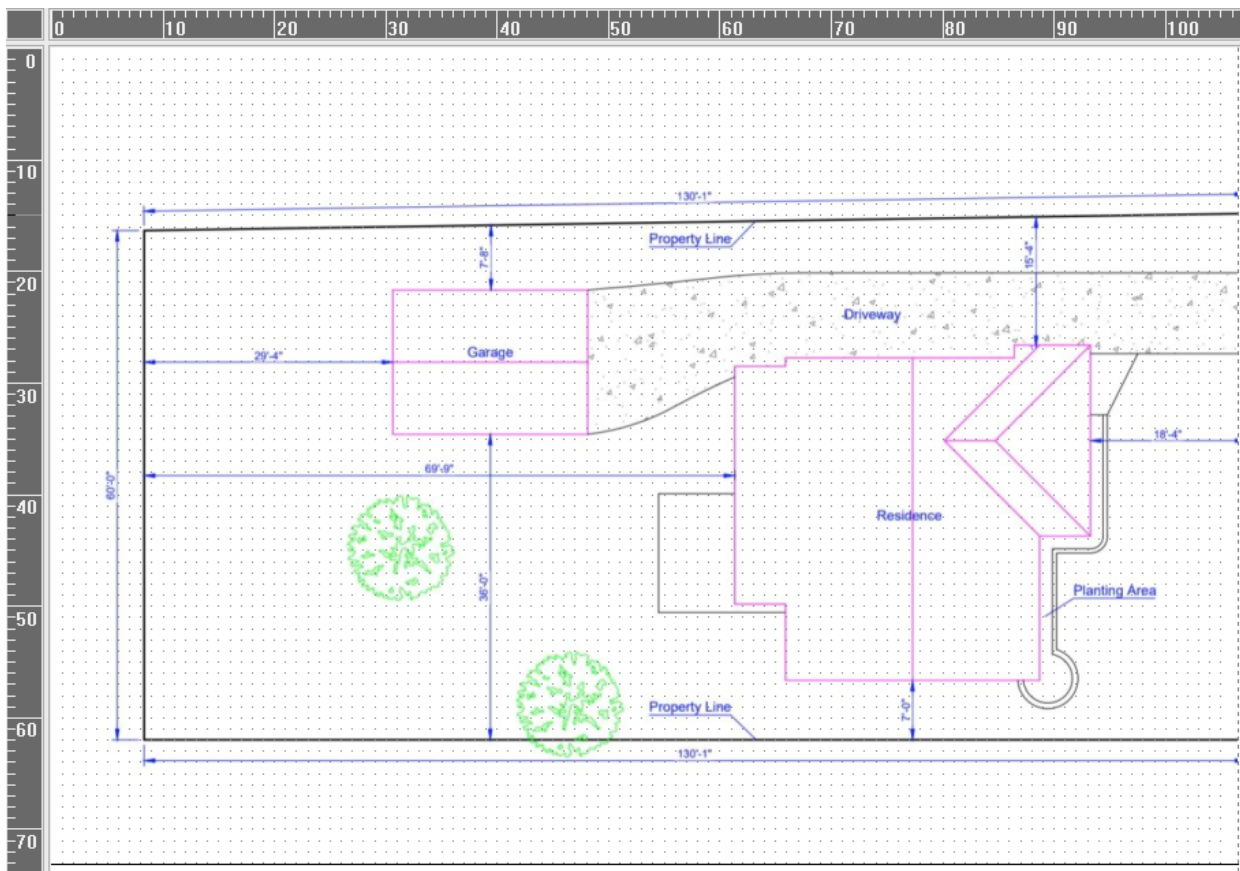 0 10 20 30 40 50 60 70 80 90 100
0
10
20
30
40
50
60
70
130'-1"
Property Line
7'-8"
15'-4"
Driveway
Garage
29'-4"
18'-4"
69'-9"
60'-0"
Residence
36'-0"
Planting Area
Property Line
7'-0"
130'-1"